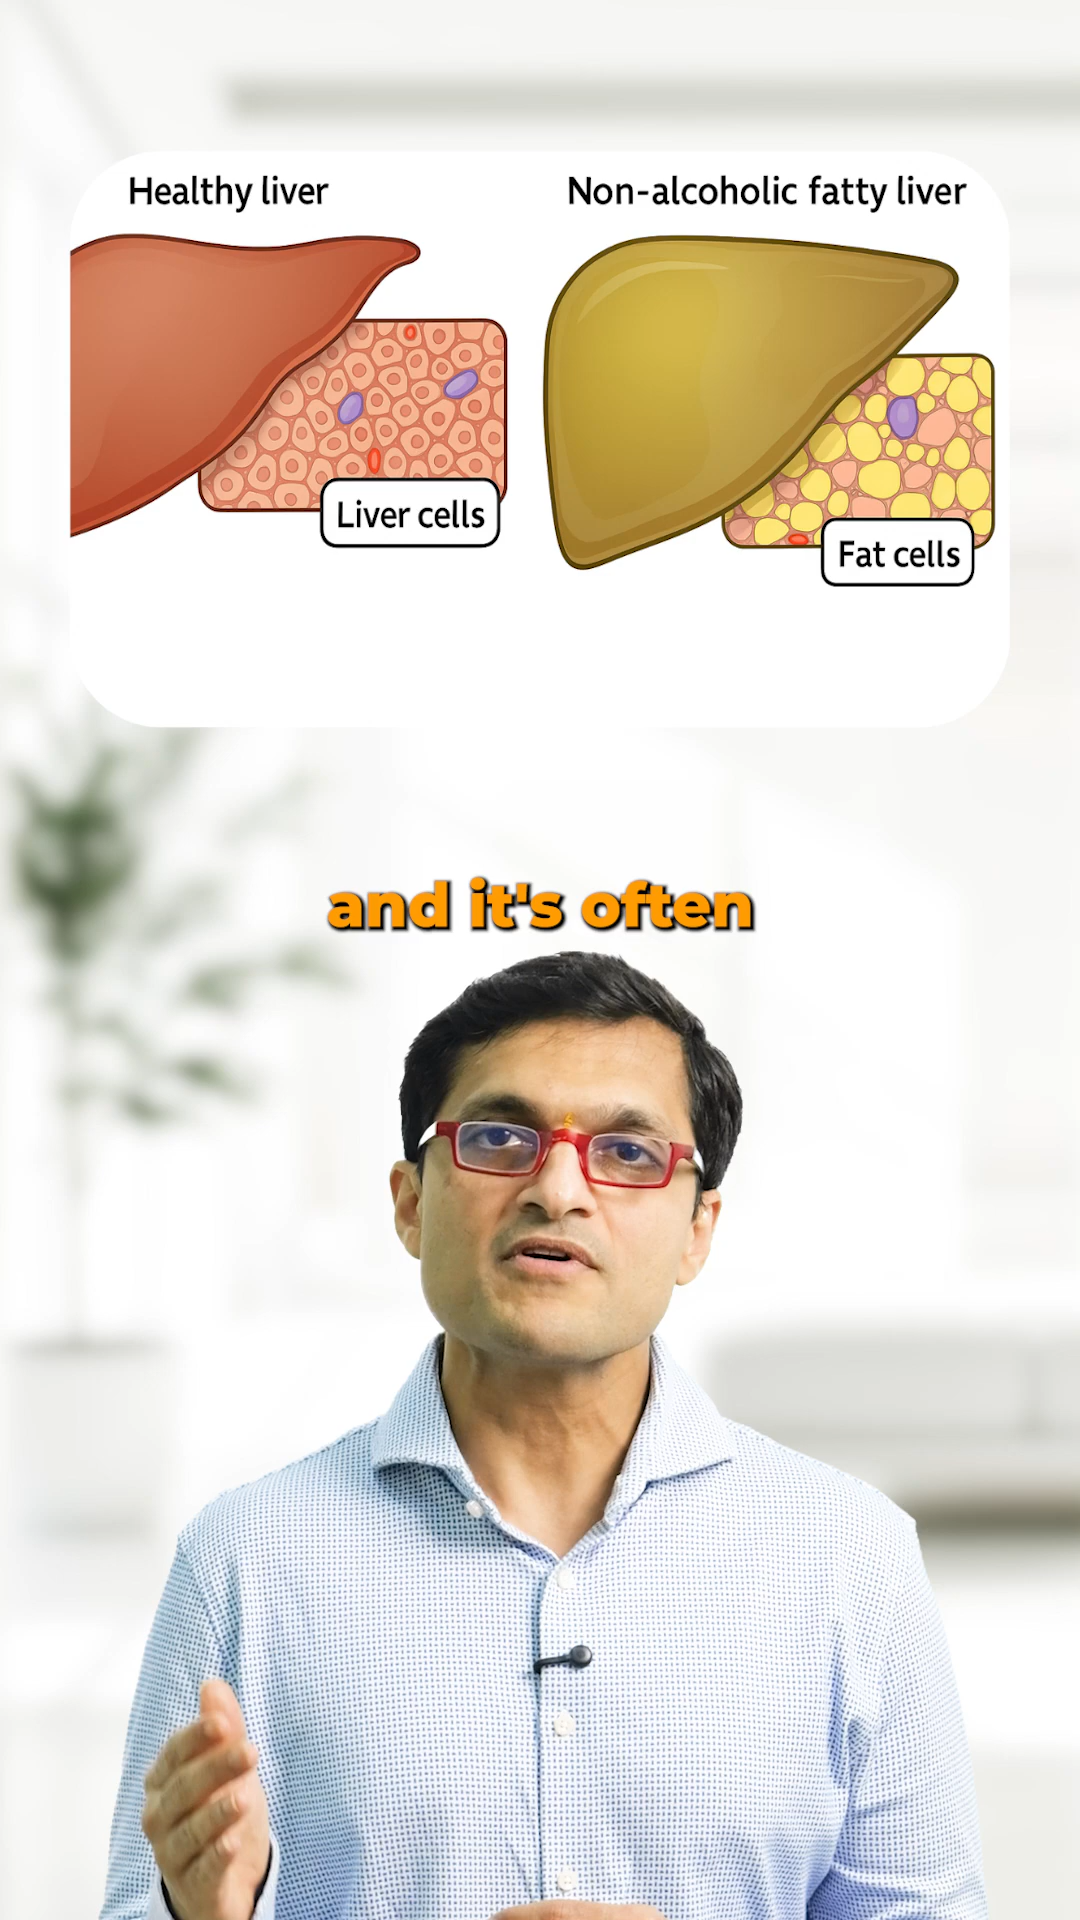 Healthy liver
Non-alcoholic fatty liver
Liver cells
Fat cells
and it's often